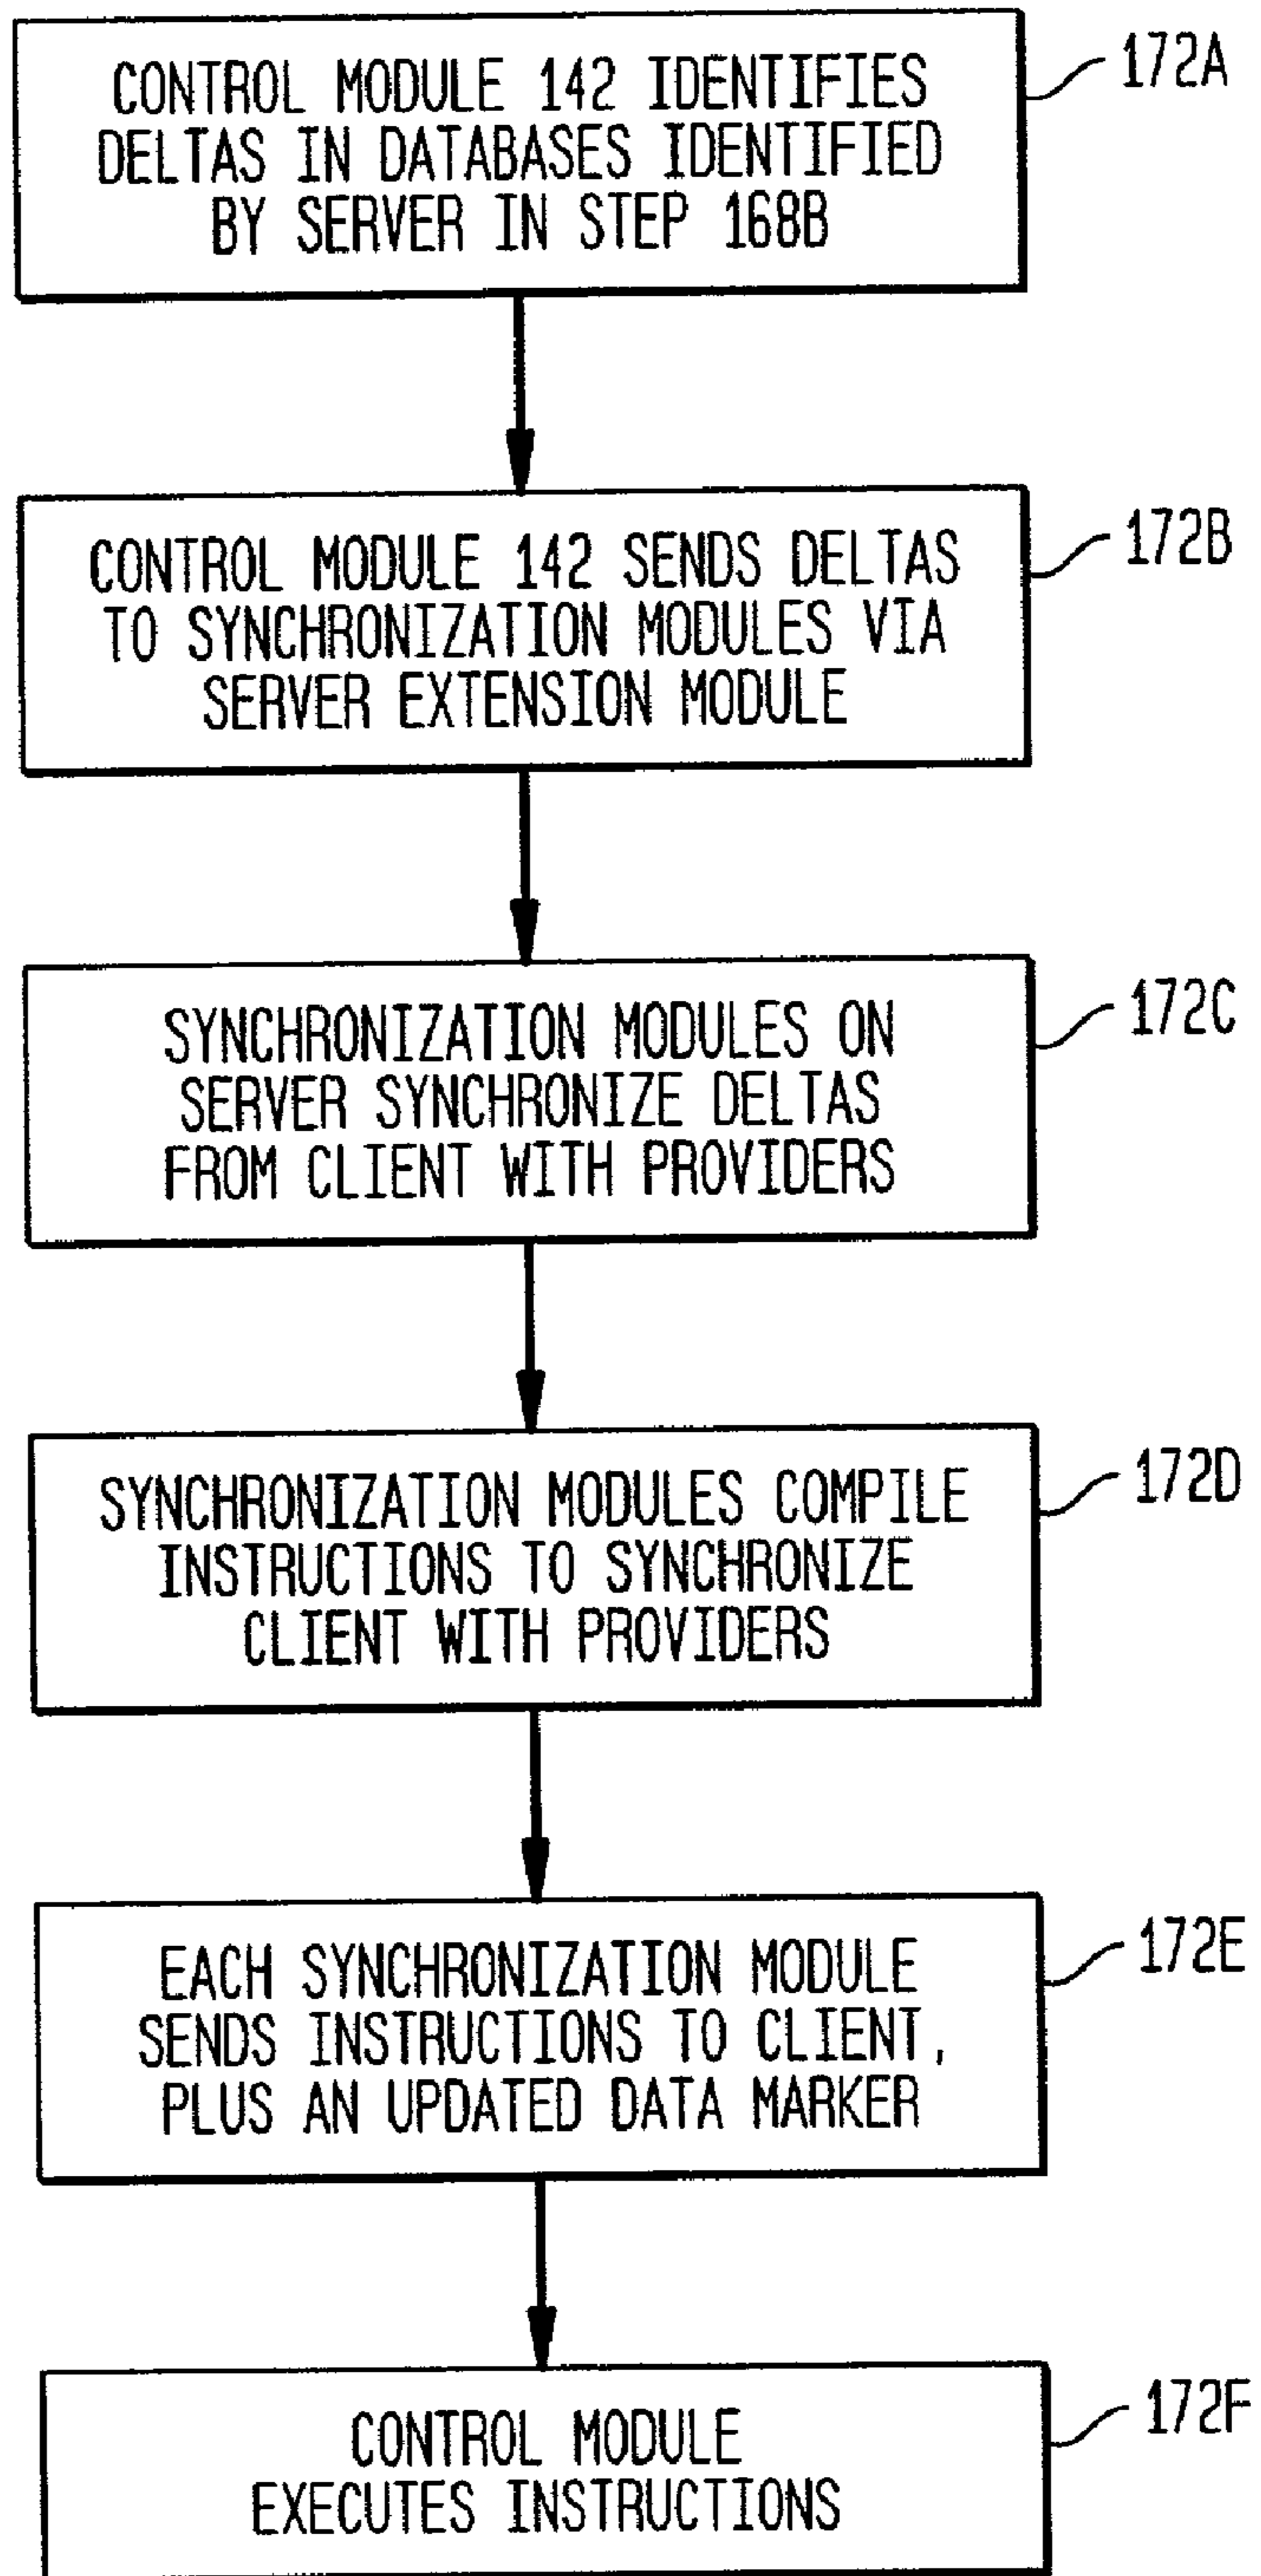 CONTROL MODULE 142 IDENTIFIES
DELTAS IN DATABASES IDENTIFIED
BY SERVER IN STEP 168B
172A
CONTROL MODULE 142 SENDS DELTAS
TO SYNCHRONIZATION MODULES VIA
SERVER EXTENSION MODULE
172B
SYNCHRONIZATION MODULES ON
SERVER SYNCHRONIZE DELTAS
FROM CLIENT WITH PROVIDERS
172C
SYNCHRONIZATION MODULES COMPILE
INSTRUCTIONS TO SYNCHRONIZE
CLIENT WITH PROVIDERS
172D
EACH SYNCHRONIZATION MODULE
SENDS INSTRUCTIONS TO CLIENT,
PLUS AN UPDATED DATA MARKER
172E
CONTROL MODULE
EXECUTES INSTRUCTIONS
172F